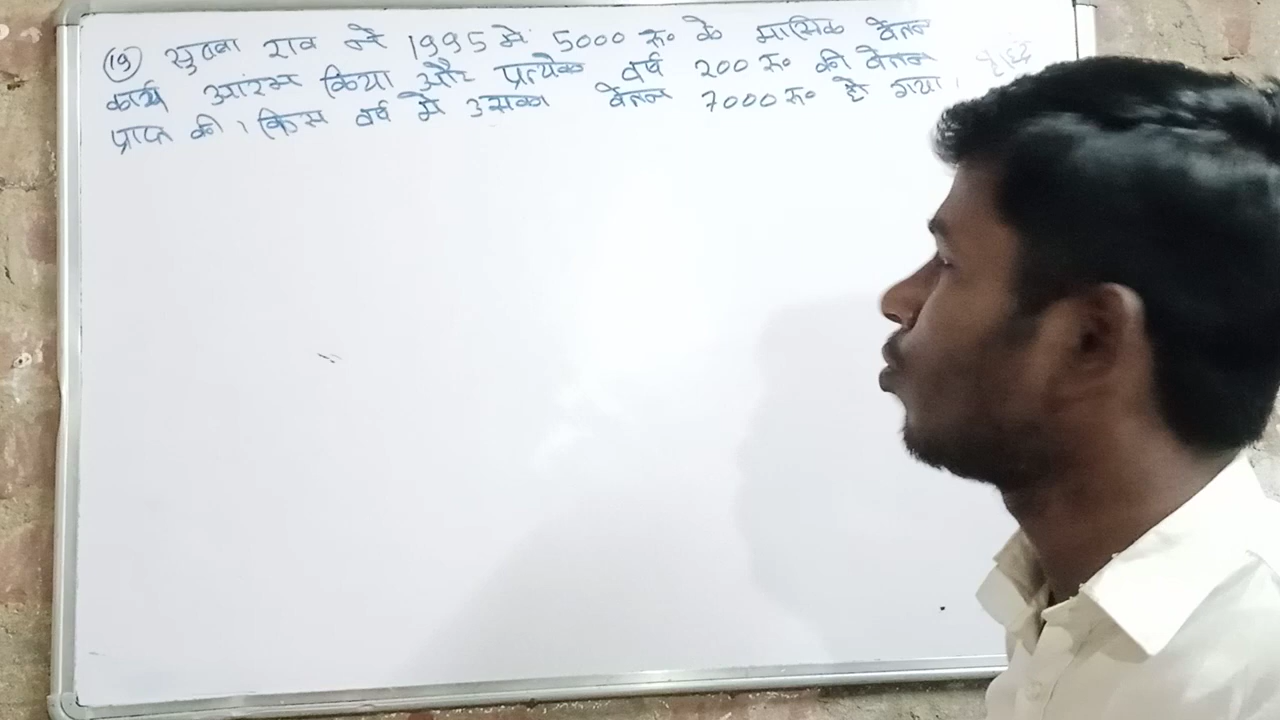 (19) सुब्बा राव ने 1995 में 5000 रु० के मासिक वेतन
कार्य आरंभ किया और प्रत्येक वर्ष 200 रु० की वेतन
प्राप्त की। किस वर्ष में उसका वेतन 7000 रु० हो गया।